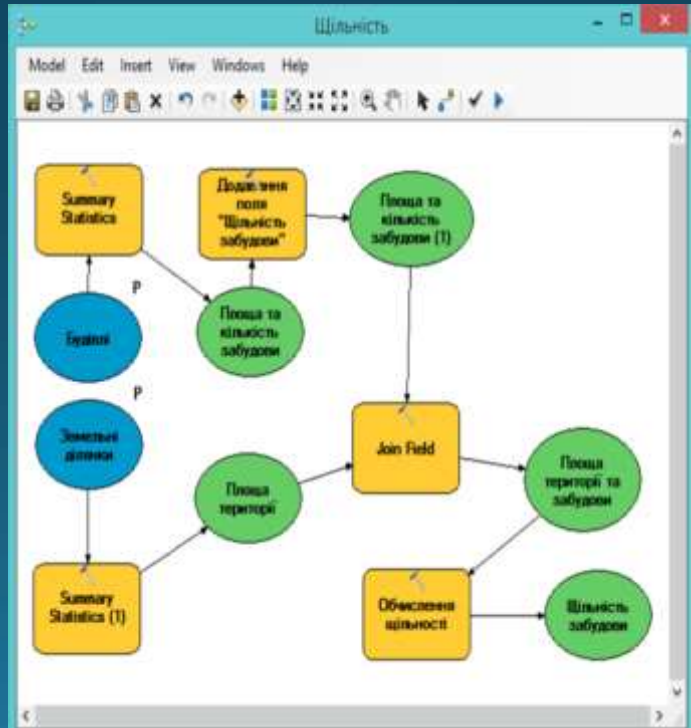 Щільність
Model Edit Insert View Windows Help
Summary
Statistics
Додавання
поля
"Щільність
забудови"
Площа та
кількість
забудови (1)
P
Будівлі
Площа та
кількість
забудови
P
Земельні
ділянки
Площа
території
Join Field
Площа
території та
забудови
Summary
Statistics (1)
Обчислення
щільності
Щільність
забудови